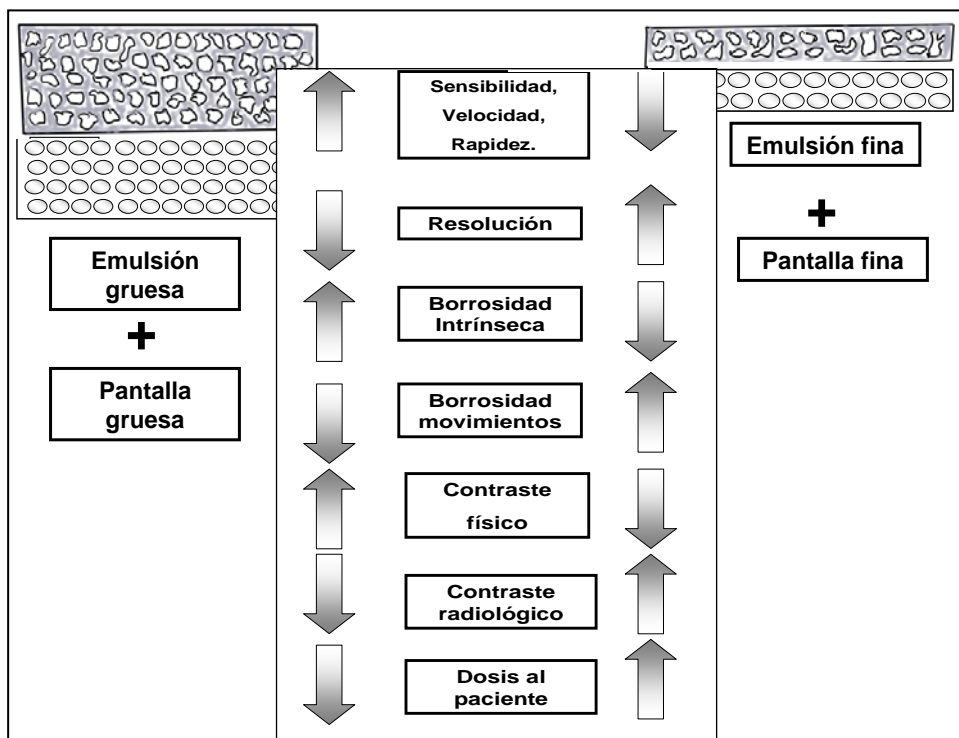 Emulsión
gruesa
+
Pantalla
gruesa
Sensibilidad,
Velocidad,
Rapidez.
Resolución
Borrosidad
Intrínseca
Borrosidad
movimientos
Contraste
físico
Contraste
radiológico
Dosis al
paciente
Emulsión fina
+
Pantalla fina